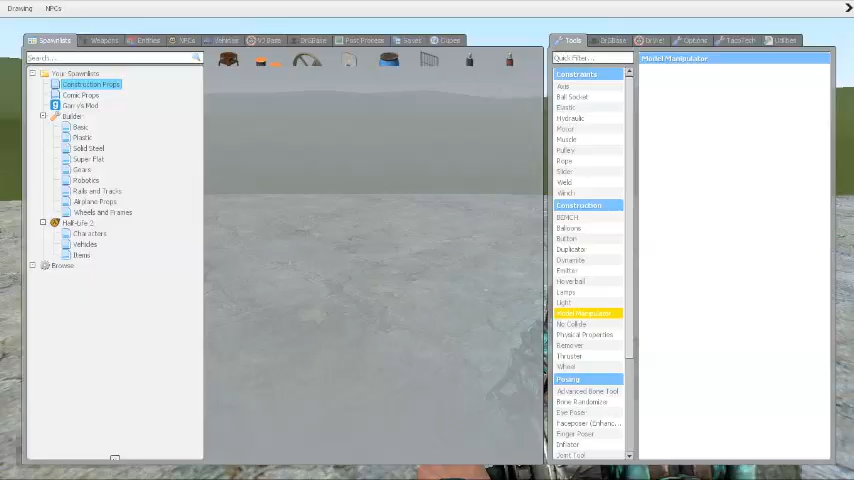 Drawing NPCs
Spawnlists Weapons Entities NPCs Vehicles VJ Base DrGBase Post Process Saves Dupes
Tools DrGBase Options TacoTech Utilities
Search...
Quick Filter...
Model Manipulator
Your Spawnlists
Construction Props
Comic Props
Garry's Mod
Builder
Basic
Plastic
Solid Steel
Super Flat
Gears
Robotics
Rails and Tracks
Airplane Props
Wheels and Frames
Half-Life 2
Characters
Vehicles
Items
Browse
Constraints
Axis
Ball Socket
Elastic
Hydraulic
Motor
Muscle
Pulley
Rope
Slider
Weld
Winch
Construction
Balloons
Button
Duplicator
Dynamite
Emitter
Hoverball
Lamps
Light
Model Manipulator
No Collide
Physical Properties
Remover
Thruster
Wheel
Posing
Advanced Bone Tool
Bone Randomizer
Eye Poser
Faceposer (Enhanc...
Finger Poser
Inflator
Joint Tool